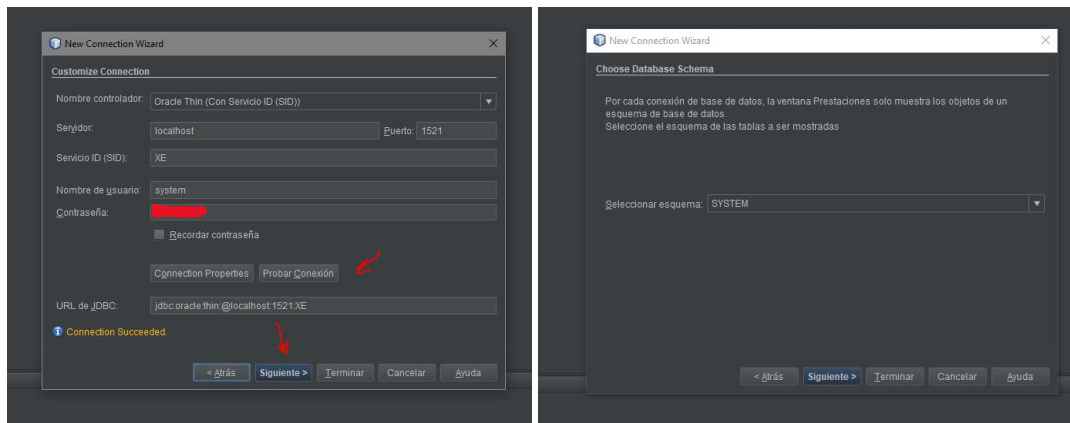 New Connection Wizard
Customize Connection
Nombre controlador: Oracle Thin (Con Servicio ID (SID))
Servidor: localhost Puerto: 1521
Servicio ID (SID): XE
Nombre de usuario: system
Contraseña:
Recordar contraseña
Connection Properties Probar Conexión
URL de JDBC: jdbc:oracle:thin:@localhost:1521:XE
Connection Succeeded.
< Atrás Siguiente > Terminar Cancelar Ayuda
New Connection Wizard
Choose Database Schema
Por cada conexión de base de datos, la ventana Prestaciones solo muestra los objetos de un
esquema de base de datos.
Seleccione el esquema de las tablas a ser mostradas
Seleccionar esquema: SYSTEM
< Atrás Siguiente > Terminar Cancelar Ayuda